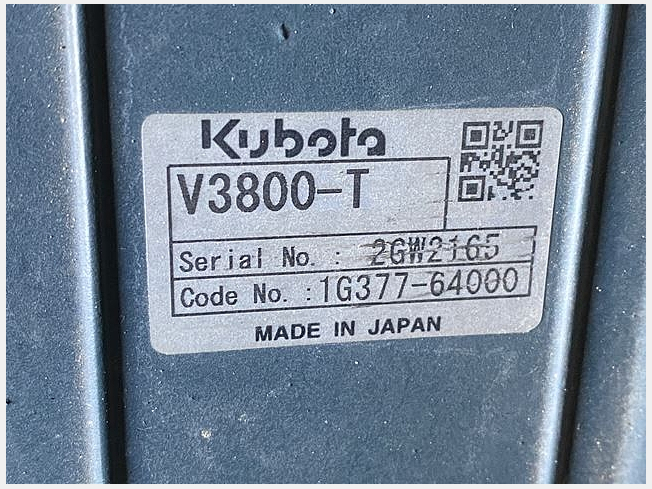 Kubota
V3800-T
Serial No. : 2GW2165
Code No. :1G377-64000
MADE IN JAPAN